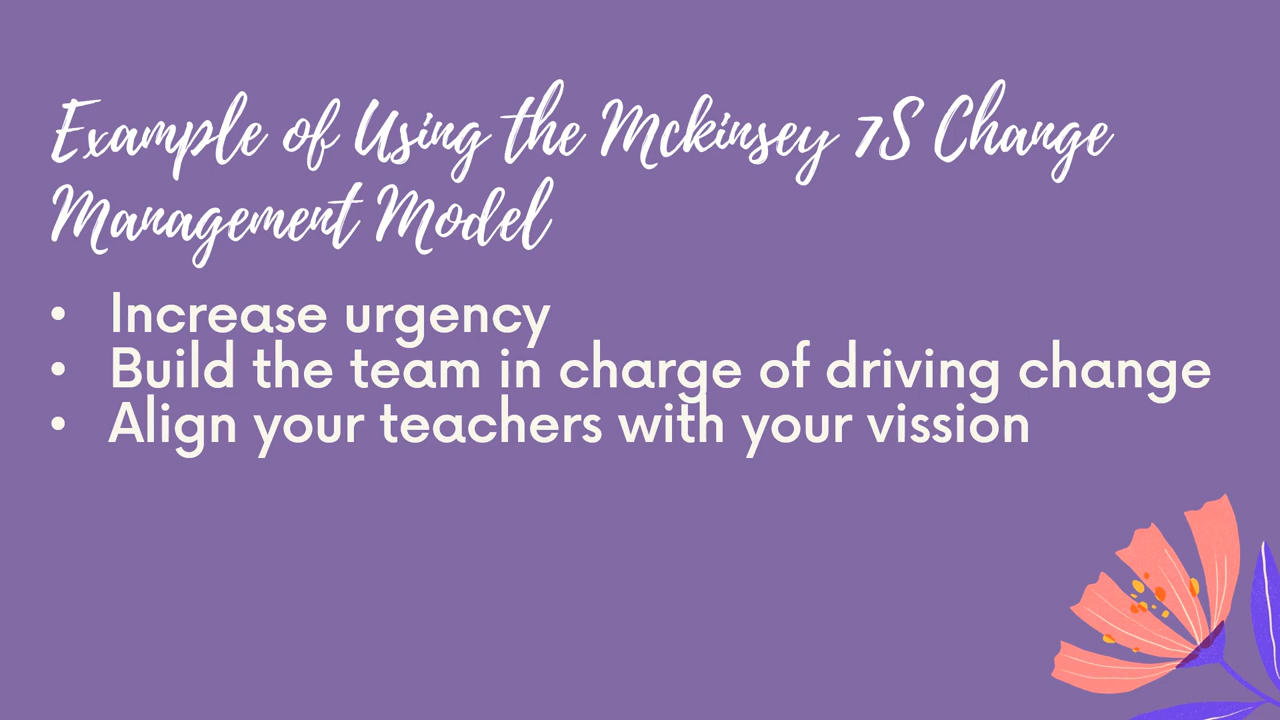 Example of Using the Mckinsey 7S Change
Management Model
• Increase urgency
• Build the team in charge of driving change
• Align your teachers with your vission